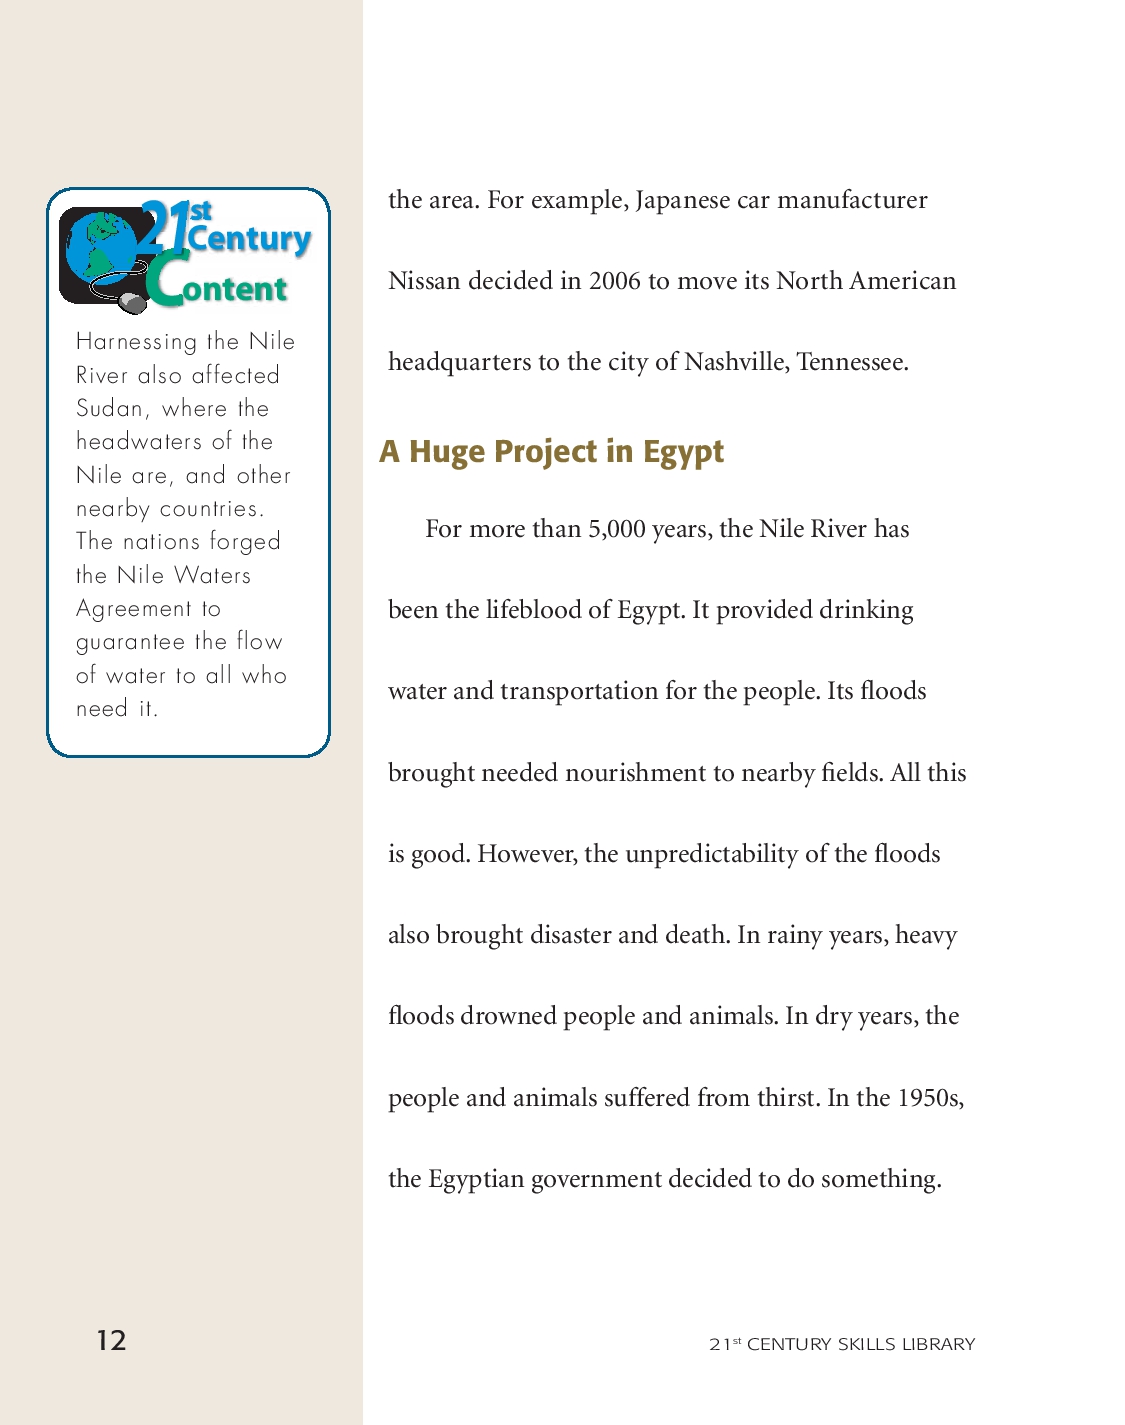 21st
Century
Content
Harnessing the Nile
River also affected
Sudan, where the
headwaters of the
Nile are, and other
nearby countries.
The nations forged
the Nile Waters
Agreement to
guarantee the flow
of water to all who
need it.
the area. For example, Japanese car manufacturer
Nissan decided in 2006 to move its North American
headquarters to the city of Nashville, Tennessee.
A Huge Project in Egypt
For more than 5,000 years, the Nile River has
been the lifeblood of Egypt. It provided drinking
water and transportation for the people. Its floods
brought needed nourishment to nearby fields. All this
is good. However, the unpredictability of the floods
also brought disaster and death. In rainy years, heavy
floods drowned people and animals. In dry years, the
people and animals suffered from thirst. In the 1950s,
the Egyptian government decided to do something.
12
21st CENTURY SKILLS LIBRARY